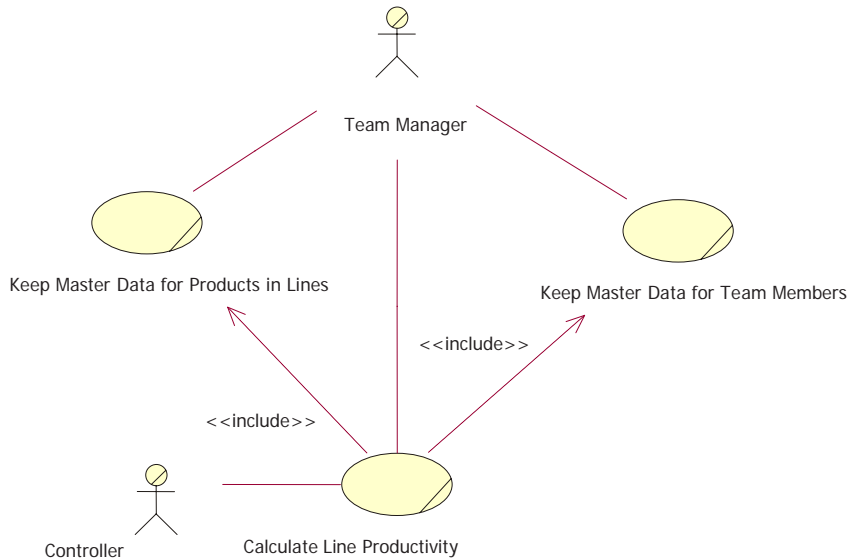 Team Manager
Keep Master Data for Products in Lines
Keep Master Data for Team Members
<<include>>
<<include>>
Controller
Calculate Line Productivity